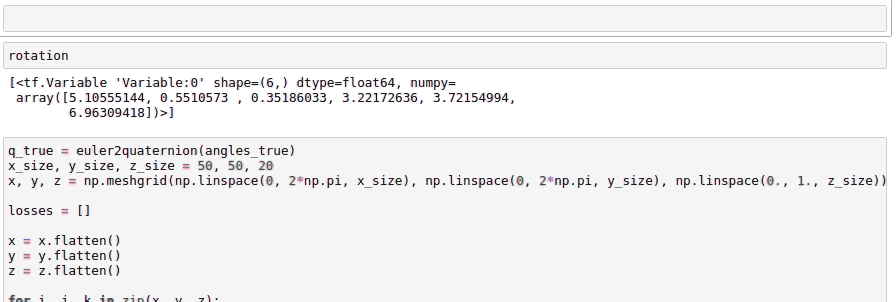 rotation
[<tf.Variable 'Variable:0' shape=(6,) dtype=float64, numpy=
 array([5.10555144, 0.5510573 , 0.35186033, 3.22172636, 3.72154994,
        6.96309418])>]
q_true = euler2quaternion(angles_true)
x_size, y_size, z_size = 50, 50, 20
x, y, z = np.meshgrid(np.linspace(0, 2*np.pi, x_size), np.linspace(0, 2*np.pi, y_size), np.linspace(0., 1., z_size))
losses = []
x = x.flatten()
y = y.flatten()
z = z.flatten()
for i, j, k in zip(x, y, z):